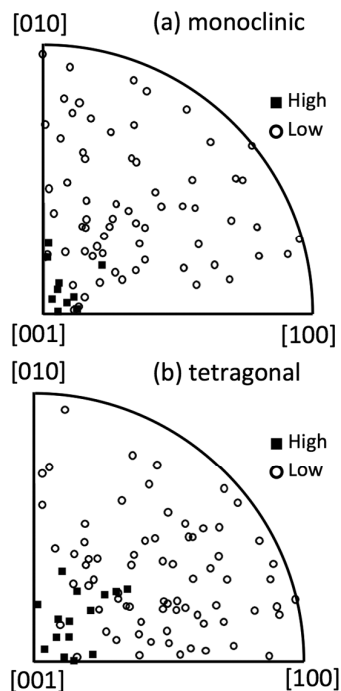 [010] (a) monoclinic
High
Low
[001] [100]
[010] (b) tetragonal
High
Low
[001] [100]